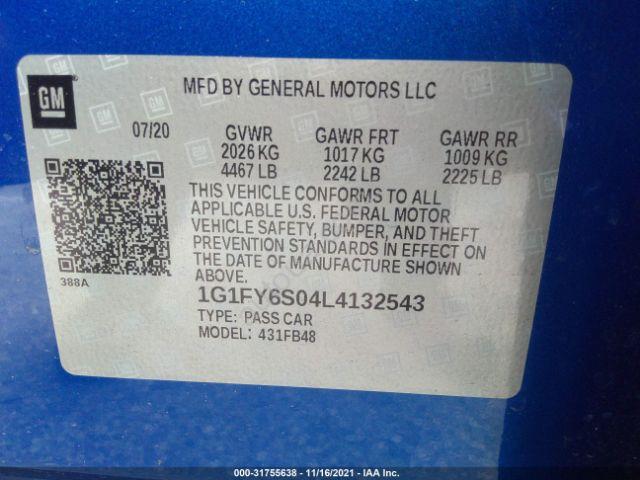 GM
MFD BY GENERAL MOTORS LLC
07/20 GVWR GAWR FRT GAWR RR
2026 KG 1017 KG 1009 KG
4467 LB 2242 LB 2225 LB
THIS VEHICLE CONFORMS TO ALL
APPLICABLE U.S. FEDERAL MOTOR
VEHICLE SAFETY, BUMPER, AND THEFT
PREVENTION STANDARDS IN EFFECT ON
THE DATE OF MANUFACTURE SHOWN
ABOVE.
388A
1G1FY6S04L4132543
TYPE: PASS CAR
MODEL: 431FB48
000-31755638 - 11/16/2021 - IAA Inc.